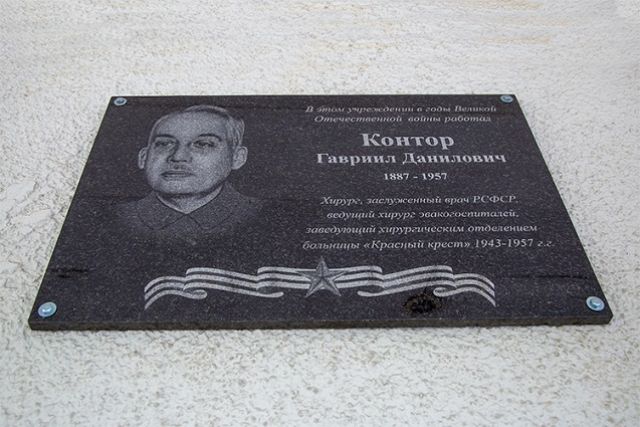 В этом учреждении в годы Великой
Отечественной войны работал
Контор
Гавриил Данилович
1887 - 1957
Хирург, заслуженный врач РСФСР,
ведущий хирург эвакогоспиталей,
заведующий хирургическим отделением
больницы «Красный крест» 1943-1957 г.г.